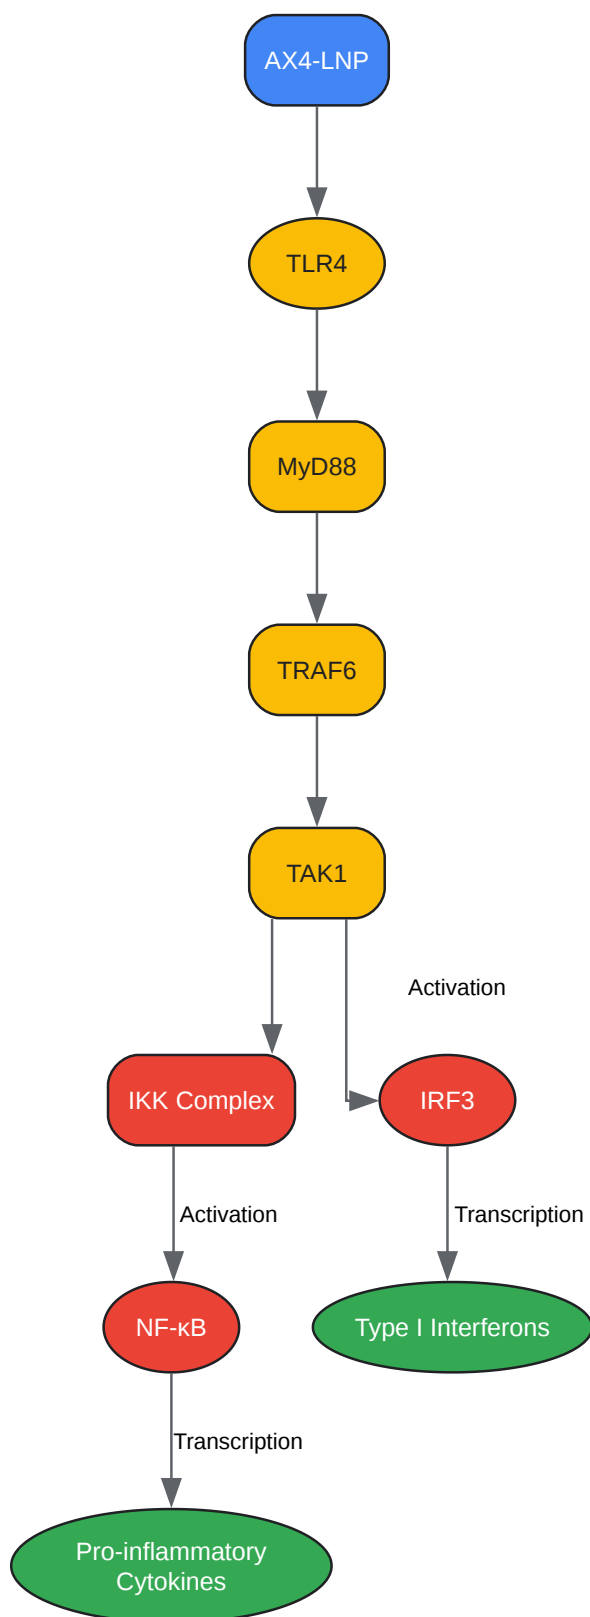 AX4-LNP
TLR4
MyD88
TRAF6
TAK1
Activation
IKK Complex
IRF3
Activation
Transcription
NF-κB
Type I Interferons
Transcription
Pro-inflammatory
Cytokines